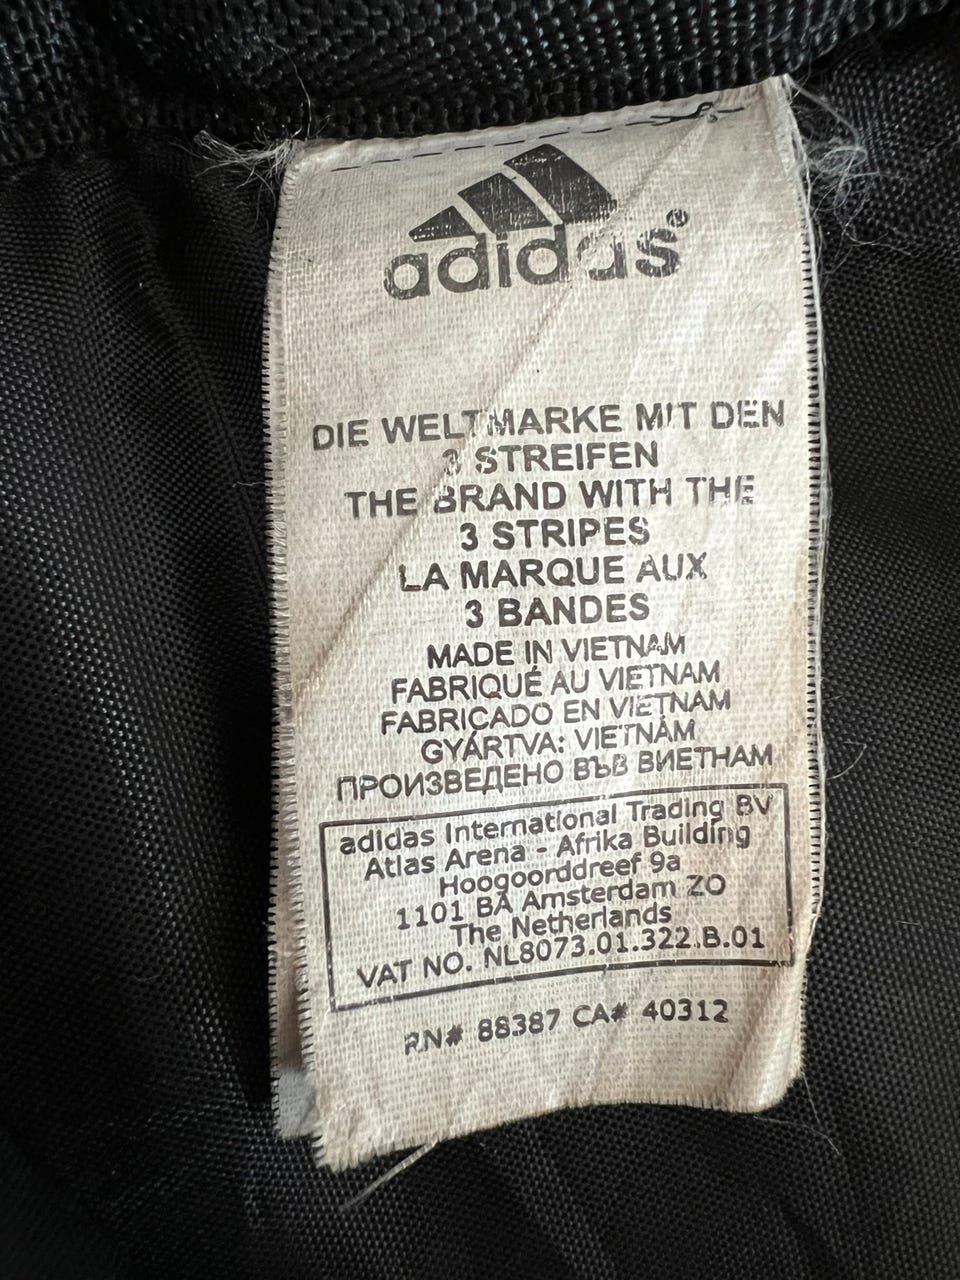 adidas®
DIE WELTMARKE MIT DEN
3 STREIFEN
THE BRAND WITH THE
3 STRIPES
LA MARQUE AUX
3 BANDES
MADE IN VIETNAM
FABRIQUÉ AU VIETNAM
FABRICADO EN VIETNAM
GYÁRTVA: VIETNÁM
ПРОИЗВЕДЕНО ВЪВ ВИЕТНАМ
adidas International Trading BV
Atlas Arena - Afrika Building
Hoogoorddreef 9a
1101 BA Amsterdam ZO
The Netherlands
VAT NO. NL8073.01.322.B.01
RN# 88387 CA# 40312